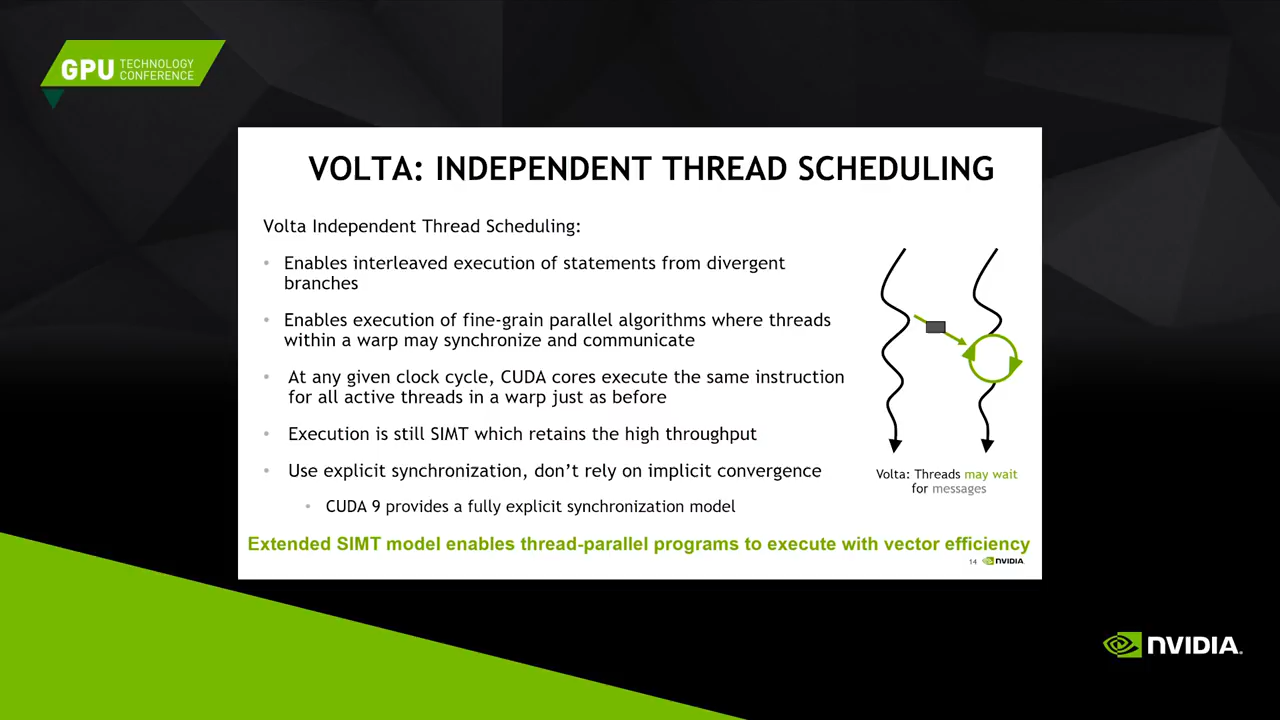 GPU TECHNOLOGY
CONFERENCE
VOLTA: INDEPENDENT THREAD SCHEDULING
Volta Independent Thread Scheduling:
• Enables interleaved execution of statements from divergent
branches
• Enables execution of fine-grain parallel algorithms where threads
within a warp may synchronize and communicate
• At any given clock cycle, CUDA cores execute the same instruction
for all active threads in a warp just as before
• Execution is still SIMT which retains the high throughput
• Use explicit synchronization, don’t rely on implicit convergence
• CUDA 9 provides a fully explicit synchronization model
Volta: Threads may wait
for messages
Extended SIMT model enables thread-parallel programs to execute with vector efficiency
14 NVIDIA.
NVIDIA.